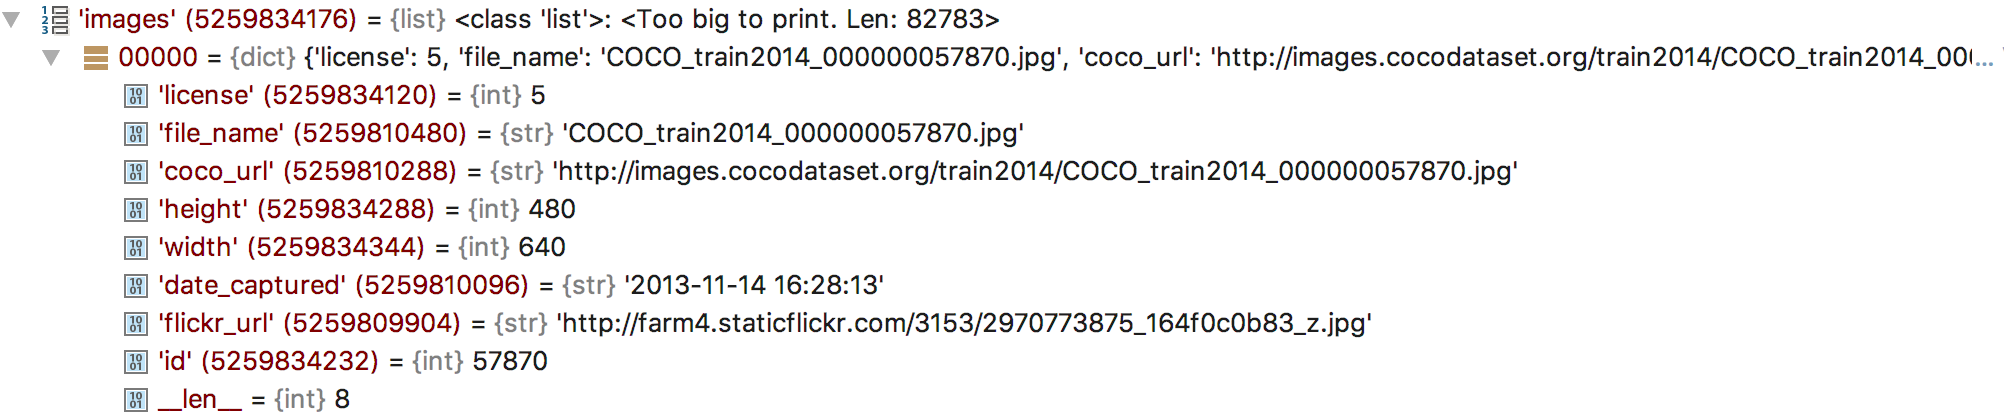 'images' (5259834176) = {list} <class 'list'>: <Too big to print. Len: 82783>
00000 = {dict} {'license': 5, 'file_name': 'COCO_train2014_000000057870.jpg', 'coco_url': 'http://images.cocodataset.org/train2014/COCO_train2014_000...
'license' (5259834120) = {int} 5
'file_name' (5259810480) = {str} 'COCO_train2014_000000057870.jpg'
'coco_url' (5259810288) = {str} 'http://images.cocodataset.org/train2014/COCO_train2014_000000057870.jpg'
'height' (5259834288) = {int} 480
'width' (5259834344) = {int} 640
'date_captured' (5259810096) = {str} '2013-11-14 16:28:13'
'flickr_url' (5259809904) = {str} 'http://farm4.staticflickr.com/3153/2970773875_164f0c0b83_z.jpg'
'id' (5259834232) = {int} 57870
__len__ = {int} 8